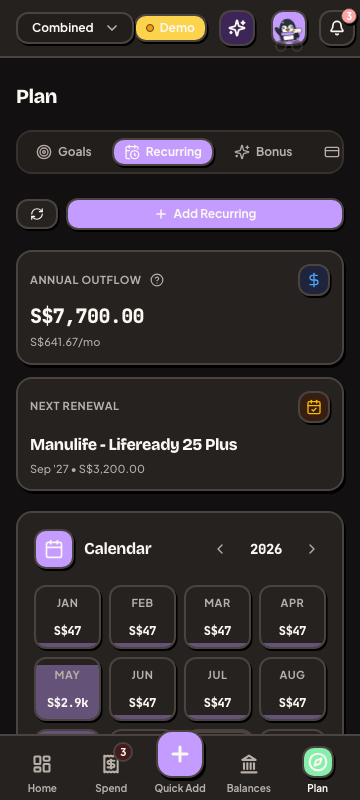 Combined
Demo
3
Plan
Goals
Recurring
Bonus
+ Add Recurring
ANNUAL OUTFLOW
S$7,700.00
S$641.67/mo
NEXT RENEWAL
Manulife - Lifeready 25 Plus
Sep '27 • S$3,200.00
Calendar
2026
JAN
FEB
MAR
APR
S$47
S$47
S$47
S$47
MAY
JUN
JUL
AUG
S$2.9k
S$47
S$47
S$47
3
Home
Spend
Quick Add
Balances
Plan